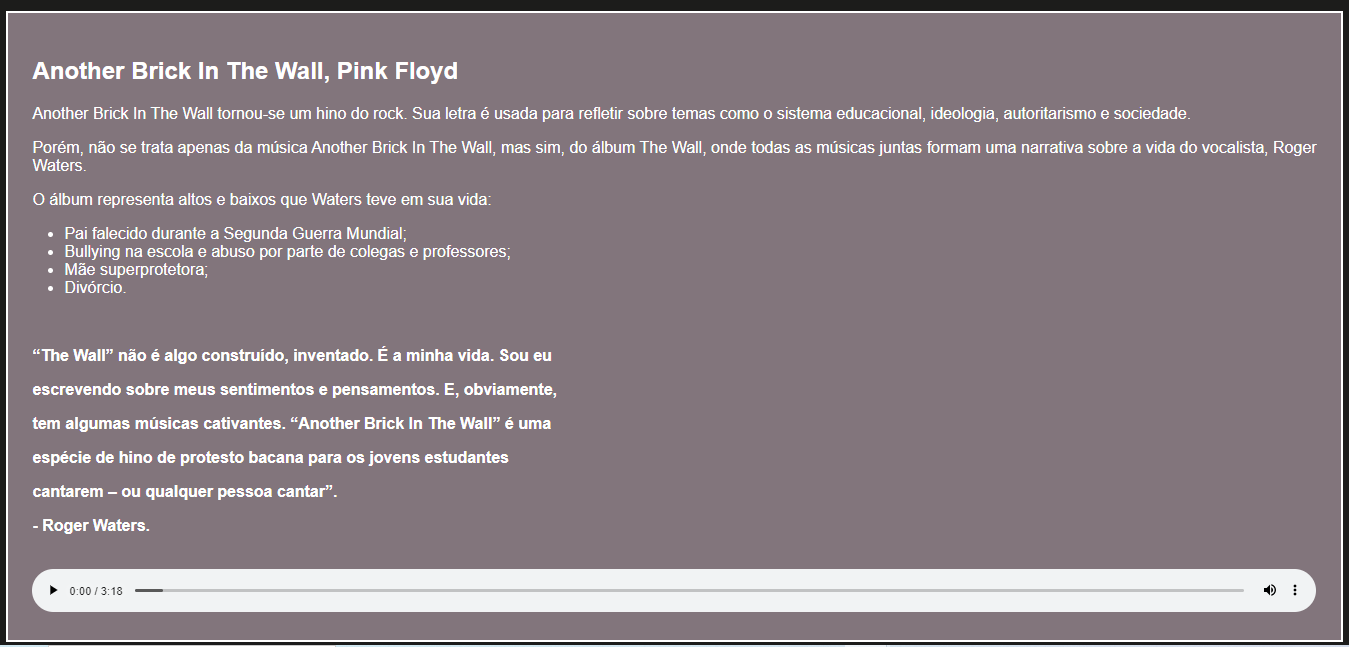 Another Brick In The Wall, Pink Floyd
Another Brick In The Wall tornou-se um hino do rock. Sua letra é usada para refletir sobre temas como o sistema educacional, ideologia, autoritarismo e sociedade.
Porém, não se trata apenas da música Another Brick In The Wall, mas sim, do álbum The Wall, onde todas as músicas juntas formam uma narrativa sobre a vida do vocalista, Roger
Waters.
O álbum representa altos e baixos que Waters teve em sua vida:
• Pai falecido durante a Segunda Guerra Mundial;
• Bullying na escola e abuso por parte de colegas e professores;
• Mãe superprotetora;
• Divórcio.
“The Wall” não é algo construído, inventado. É a minha vida. Sou eu
escrevendo sobre meus sentimentos e pensamentos. E, obviamente,
tem algumas músicas cativantes. “Another Brick In The Wall” é uma
espécie de hino de protesto bacana para os jovens estudantes
cantarem – ou qualquer pessoa cantar”.
- Roger Waters.
0:00 / 3:18